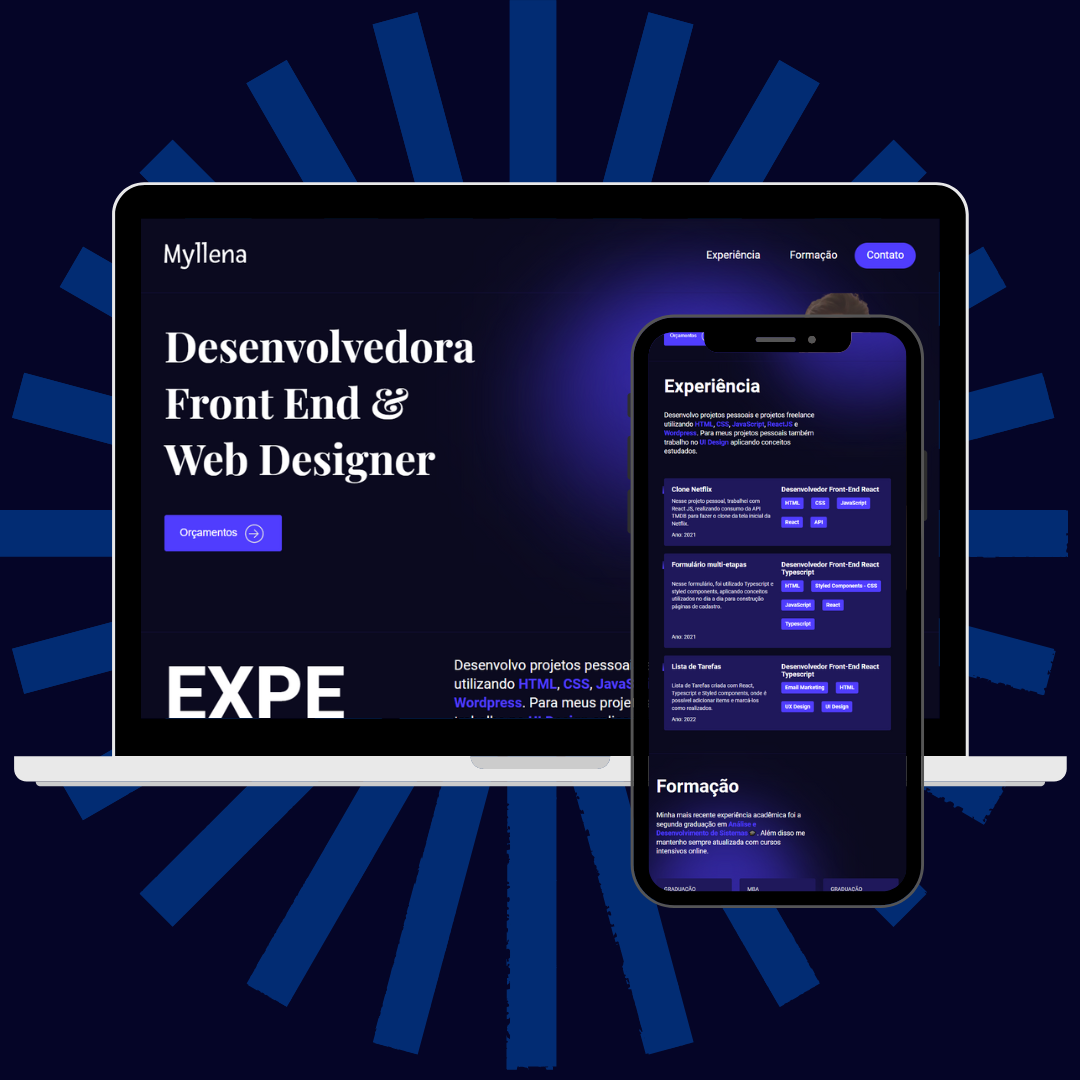 Myllena
Experiência
Formação
Contato
Desenvolvedora
Front End &
Web Designer
Orçamentos
EXPE
Desenvolvo projetos pessoa
utilizando HTML, CSS, JavaS
Wordpress. Para meus proje
Orçamentos
Experiência
Desenvolvo projetos pessoais e projetos freelance
utilizando HTML, CSS, JavaScript, ReactJS e
Wordpress. Para meus projetos pessoais também
trabalho no UI Design aplicando conceitos
estudados.
Clone Netflix
Nesse projeto pessoal, trabalhei com
React JS, realizando consumo da API
TMDB para fazer o clone da tela inicial da
Netflix.
Ano: 2021
Desenvolvedor Front-End React
HTML CSS JavaScript
React API
Formulário multi-etapas
Nesse formulário, foi utilizado Typescript e
styled components, aplicando conceitos
utilizados no dia a dia para construção
páginas de cadastro.
Ano: 2021
Desenvolvedor Front-End React
Typescript
HTML Styled Components - CSS
JavaScript React
Typescript
Lista de Tarefas
Lista de Tarefas criada com React,
Typescript e Styled components, onde é
possível adicionar items e marcá-los
como realizados.
Ano: 2022
Desenvolvedor Front-End React
Typescript
Email Marketing HTML
UX Design UI Design
Formação
Minha mais recente experiência acadêmica foi a
segunda graduação em Análise e
Desenvolvimento de Sistemas 🎓. Além disso me
mantenho sempre atualizada com cursos
intensivos online.
GRADUAÇÃO
MBA
GRADUAÇÃO